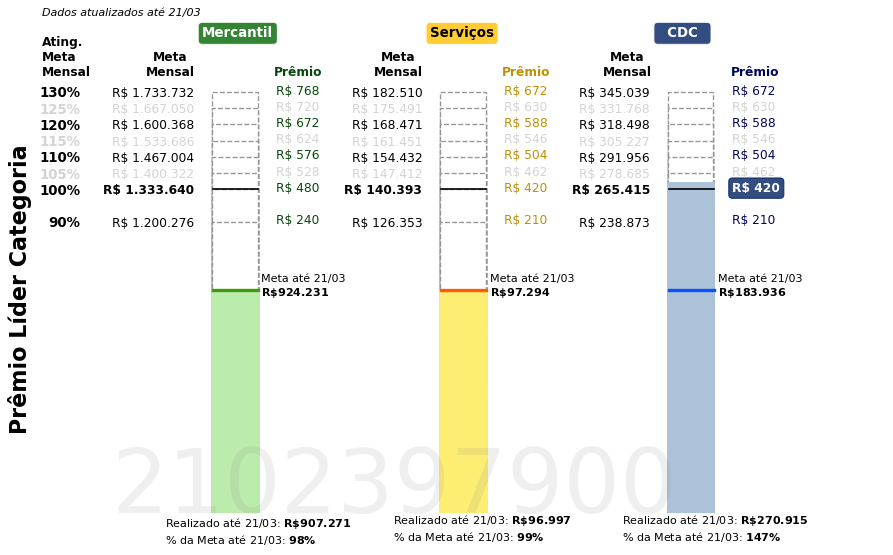 Dados atualizados até 21/03
Mercantil Serviços CDC
Ating. Meta Mensal Meta Mensal Prêmio Meta Mensal Prêmio Meta Mensal Prêmio
130% R$ 1.733.732 R$ 768 R$ 182.510 R$ 672 R$ 345.039 R$ 672
125% R$ 1.667.050 R$ 720 R$ 175.491 R$ 630 R$ 331.768 R$ 630
120% R$ 1.600.368 R$ 672 R$ 168.471 R$ 588 R$ 318.498 R$ 588
115% R$ 1.533.686 R$ 624 R$ 161.451 R$ 546 R$ 305.227 R$ 546
110% R$ 1.467.004 R$ 576 R$ 154.432 R$ 504 R$ 291.956 R$ 504
105% R$ 1.400.322 R$ 528 R$ 147.412 R$ 462 R$ 278.685 R$ 462
100% R$ 1.333.640 R$ 480 R$ 140.393 R$ 420 R$ 265.415 R$ 420
90% R$ 1.200.276 R$ 240 R$ 126.353 R$ 210 R$ 238.873 R$ 210
Meta até 21/03 Meta até 21/03 Meta até 21/03
R$924.231 R$97.294 R$183.936
Prêmio Líder Categoria
2102397900
Realizado até 21/03: R$907.271 Realizado até 21/03: R$96.997 Realizado até 21/03: R$270.915
% da Meta até 21/03: 98% % da Meta até 21/03: 99% % da Meta até 21/03: 147%